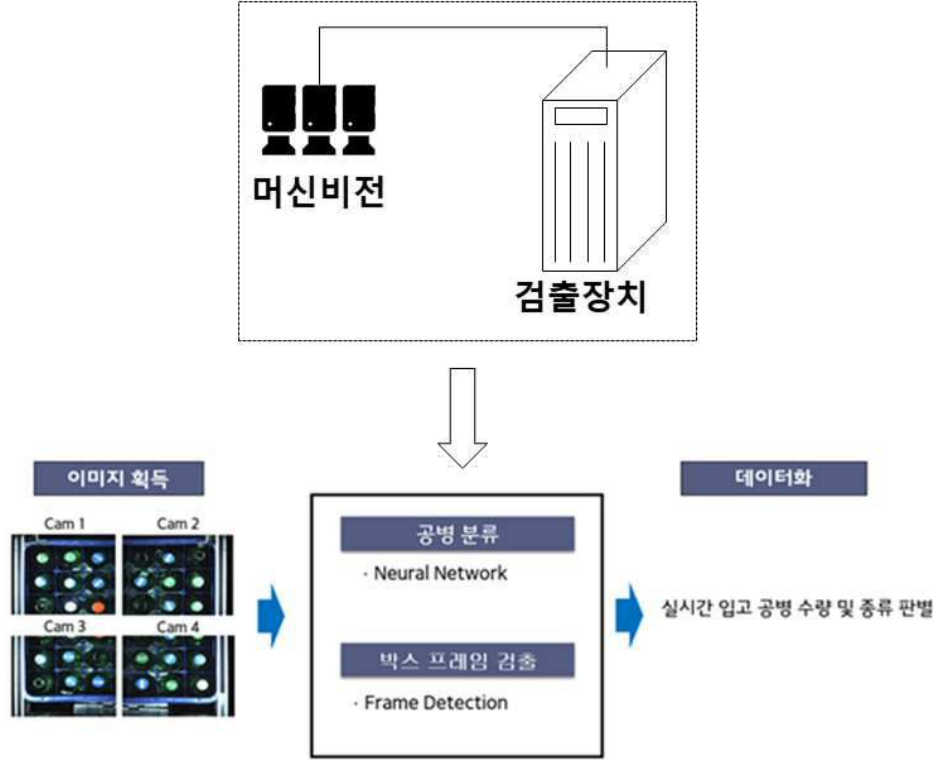 머신비전
검출장치
이미지 획득
Cam 1
Cam 2
Cam 3
Cam 4
공병 분류
· Neural Network
박스 프레임 검출
· Frame Detection
데이터화
실시간 입고 공병 수량 및 종류 판별